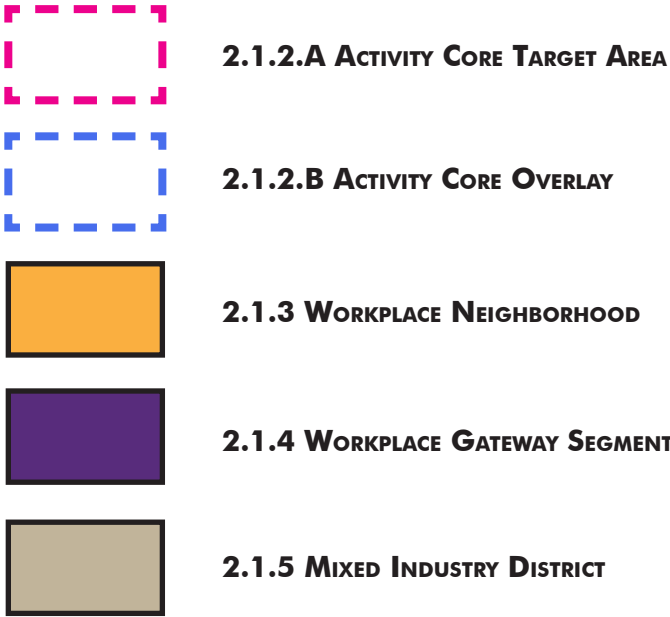 2.1.2.A Activity Core Target Area
2.1.2.B Activity Core Overlay
2.1.3 Workplace Neighborhood
2.1.4 Workplace Gateway Segment
2.1.5 Mixed Industry District